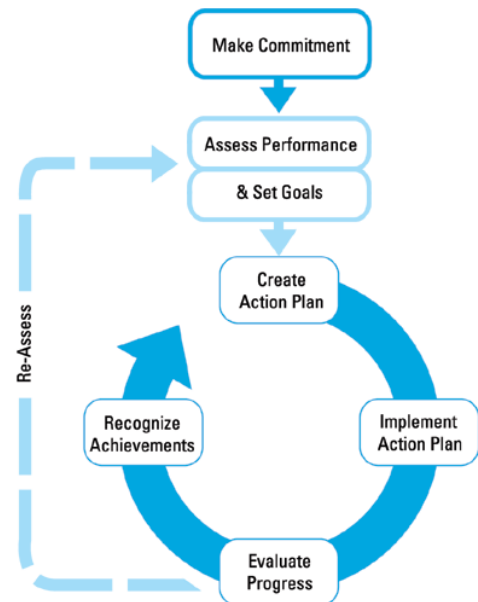 Make Commitment
Assess Performance
& Set Goals
Create
Action Plan
Re-Assess
Recognize
Achievements
Implement
Action Plan
Evaluate
Progress